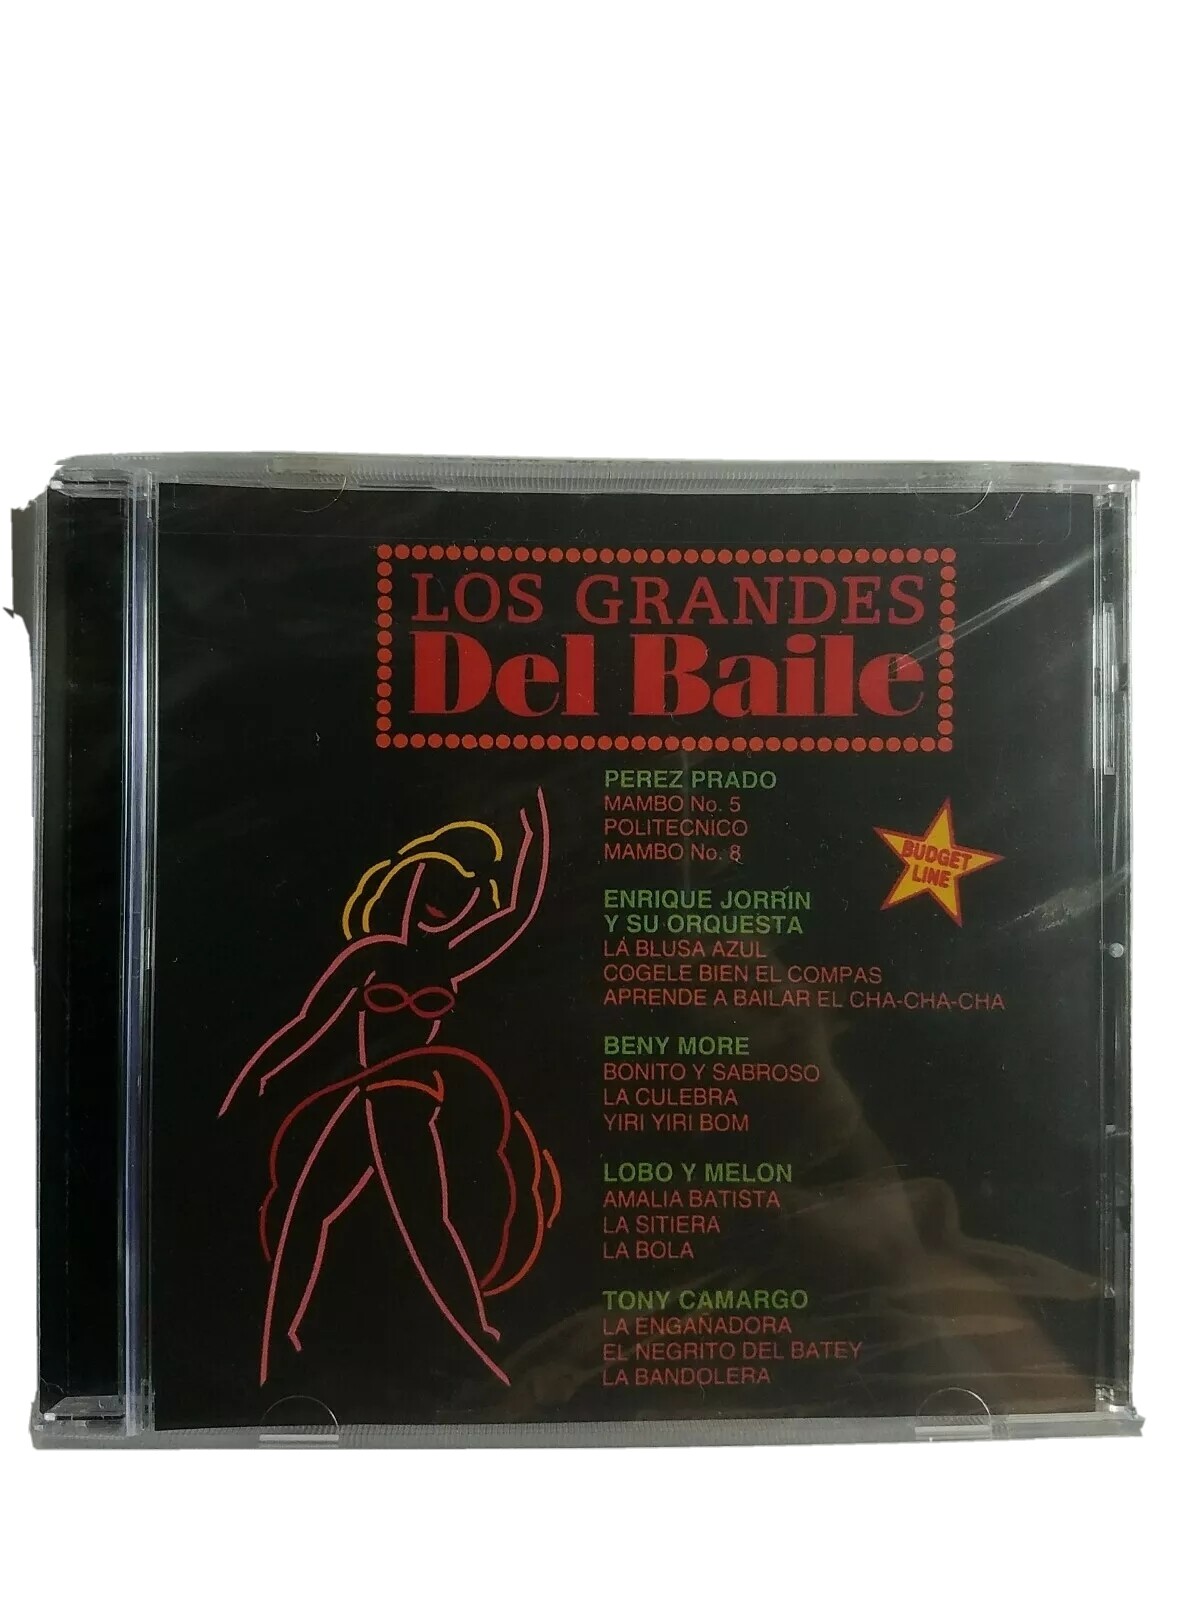 LOS GRANDES
Del Baile
PEREZ PRADO
MAMBO No. 5
POLITECNICO
MAMBO No. 8
BUDGET
LINE
ENRIQUE JORRÍN
Y SU ORQUESTA
LA BLUSA AZUL
COGELE BIEN EL COMPAS
APRENDE A BAILAR EL CHA-CHA-CHA
BENY MORE
BONITO Y SABROSO
LA CULEBRA
YIRI YIRI BOM
LOBO Y MELON
AMALIA BATISTA
LA SITIERA
LA BOLA
TONY CAMARGO
LA ENGAÑADORA
EL NEGRITO DEL BATEY
LA BANDOLERA